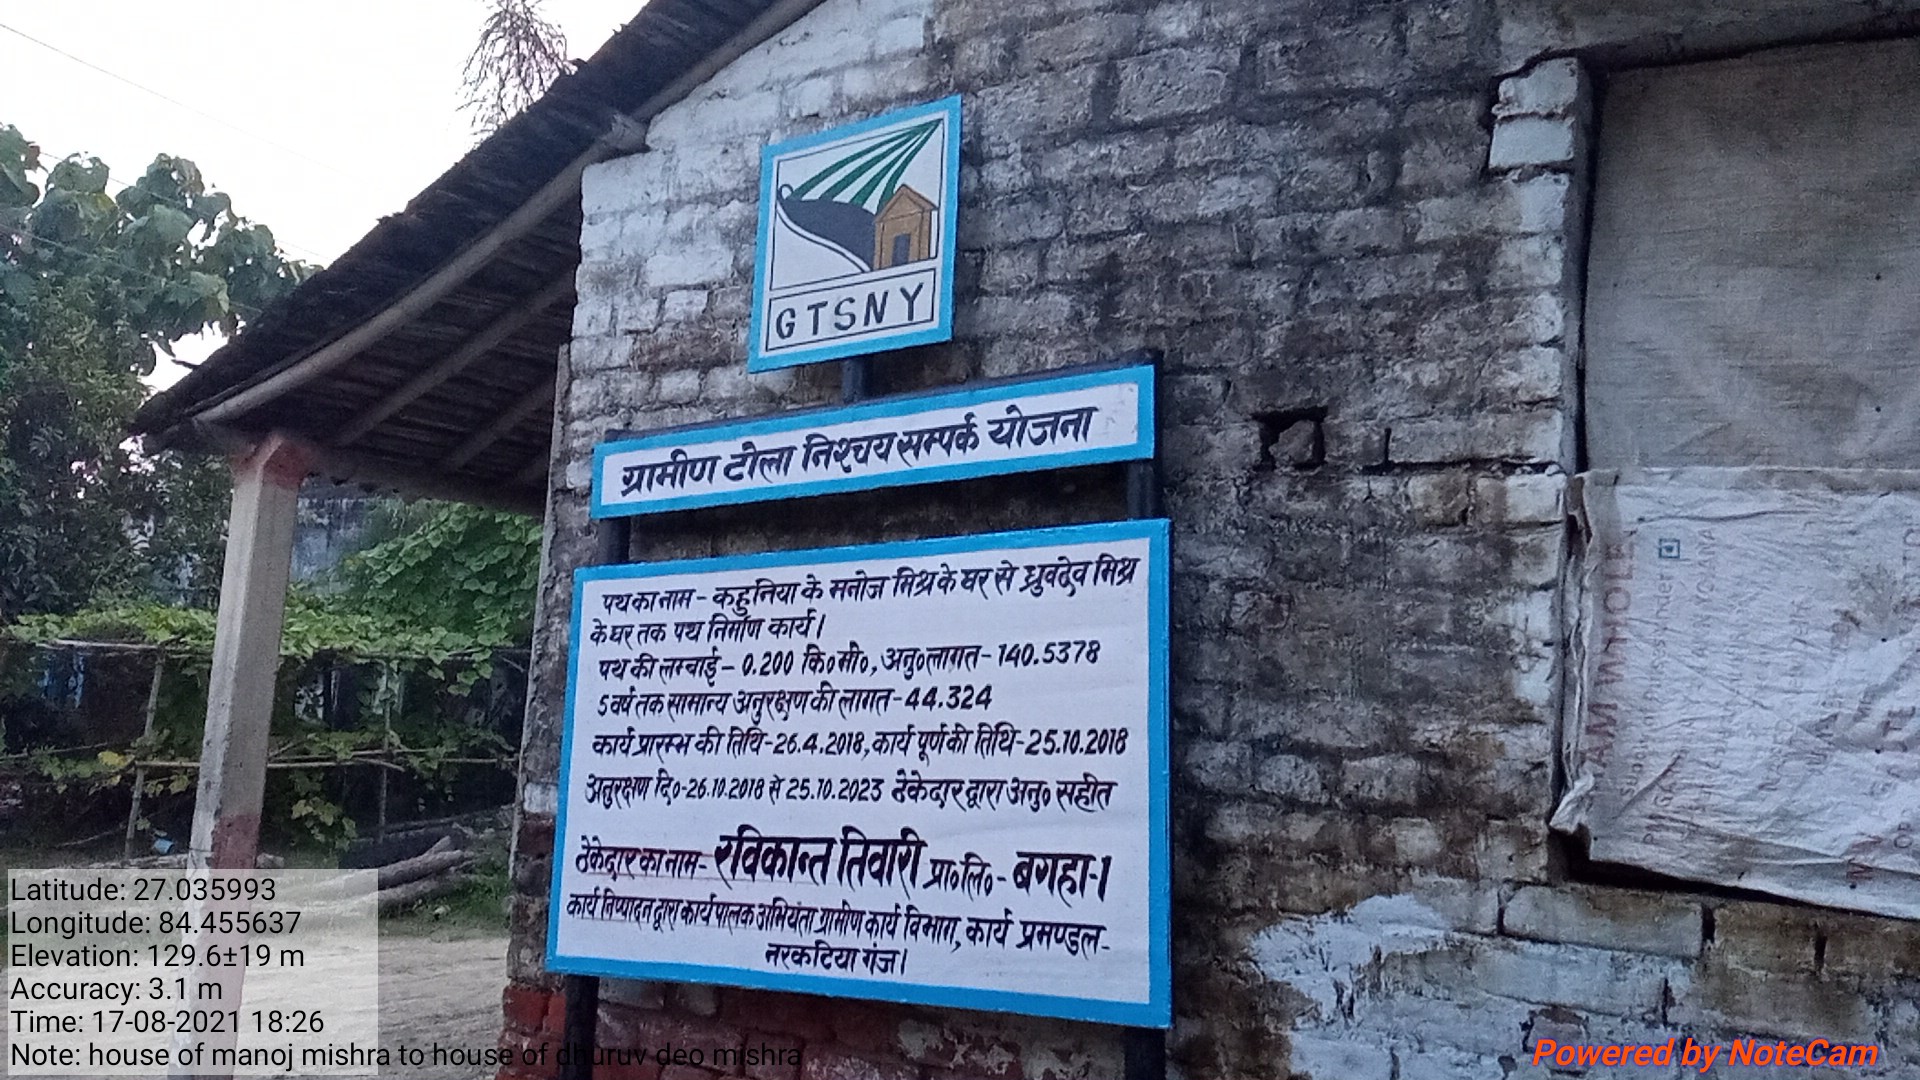 GTSNY
ग्रामीण टोला निश्चय सम्पर्क योजना
पथ का नाम - कहुनिया के मनोज मिश्र के घर से ध्रुवदेव मिश्र
के घर तक पथ निर्माण कार्य।
पथ की लम्बाई - 0.200 कि०मी०, अनु०लागत - 140.5378
5 वर्ष तक सामान्य अनुरक्षण की लागत - 44.324
कार्य प्रारम्भ की तिथि - 26.4.2018, कार्य पूर्ण की तिथि - 25.10.2018
अनुरक्षण दि०-26.10.2018 से 25.10.2023 ठेकेदार द्वारा अनु० सहीत
ठेकेदार का नाम - रविकान्त तिवारी प्रा०लि० - बगहा-1
कार्य निष्पादन द्वारा कार्यपालक अभियंता ग्रामीण कार्य विभाग, कार्य प्रमण्डल-
नरकटियागंज।
Latitude: 27.035993
Longitude: 84.455637
Elevation: 129.6±19 m
Accuracy: 3.1 m
Time: 17-08-2021 18:26
Note: house of manoj mishra to house of dhuruv deo mishra
Powered by NoteCam